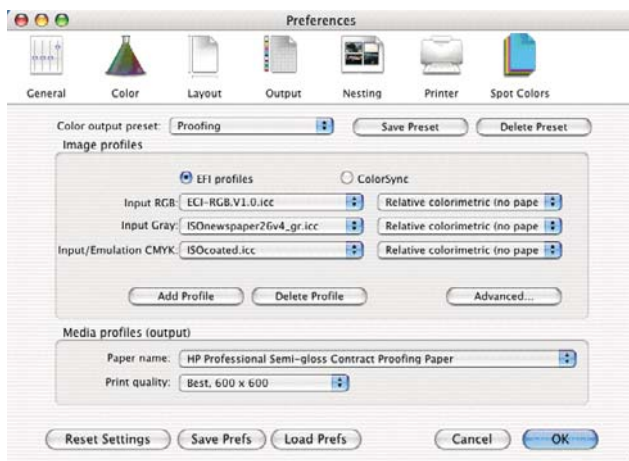 Preferences
General Color Layout Output Nesting Printer Spot Colors
Color output preset: Proofing Save Preset Delete Preset
Image profiles
EFI profiles ColorSync
Input RGB: ECI-RGB.V1.0.icc Relative colorimetric (no pape
Input Gray: ISOnewspaper26v4_gr.icc Relative colorimetric (no pape
Input/Emulation CMYK: ISOcoated.icc Relative colorimetric (no pape
Add Profile Delete Profile Advanced...
Media profiles (output)
Paper name: HP Professional Semi-gloss Contract Proofing Paper
Print quality: Best, 600 x 600
Reset Settings Save Prefs Load Prefs Cancel OK